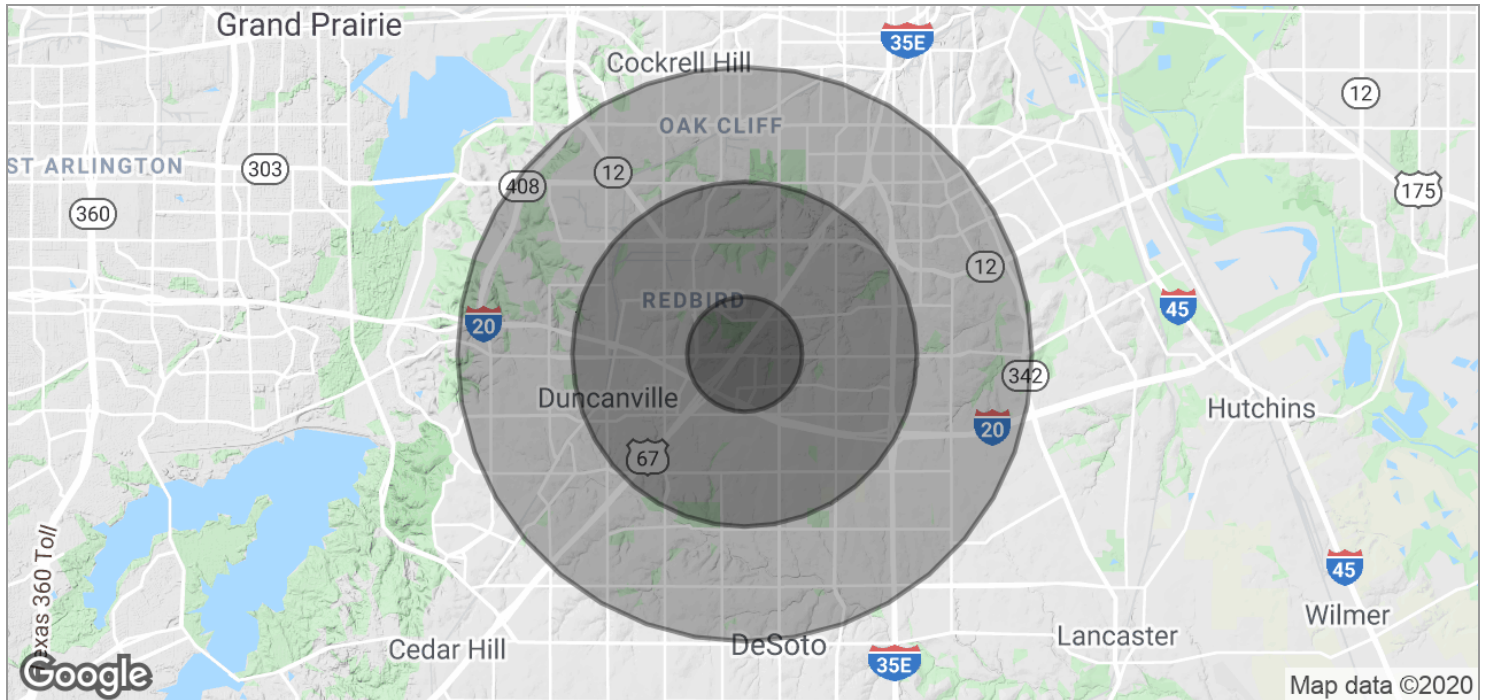 Grand Prairie
35E
Cockrell Hill
12
OAK CLIFF
ST ARLINGTON
303
12
408
175
360
12
REDBIRD
45
20
342
Duncanville
Hutchins
20
67
Texas 360 Toll
45
Wilmer
Lancaster
DeSoto
Cedar Hill
35E
Google
Map data ©2020